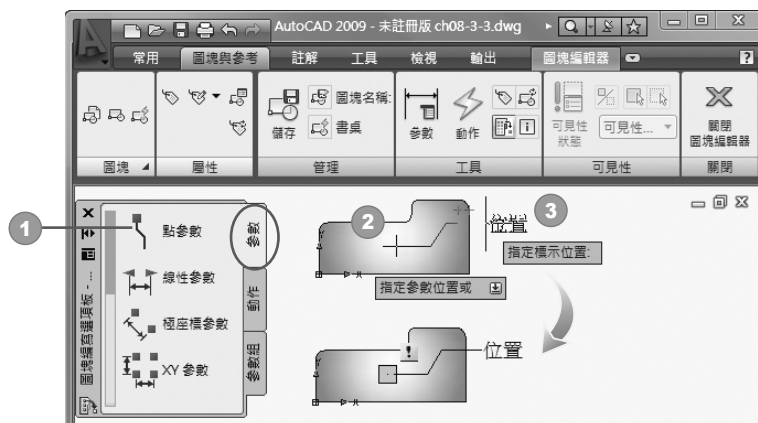 AutoCAD 2009 - 未註冊版 ch08-3-3.dwg
常用 圖塊與參考 註解 工具 檢視 輸出 圖塊編輯器
圖塊名稱:
儲存 書桌
參數 動作
可見性狀態 可見性...
關閉圖塊編輯器
圖塊 屬性 管理 工具 可見性 關閉
1
點參數
線性參數
極座標參數
XY 參數
參數
動作
參數組
圖塊編寫選項板 - ...
2
指定參數位置或
位置
3
指定標示位置:
!
位置